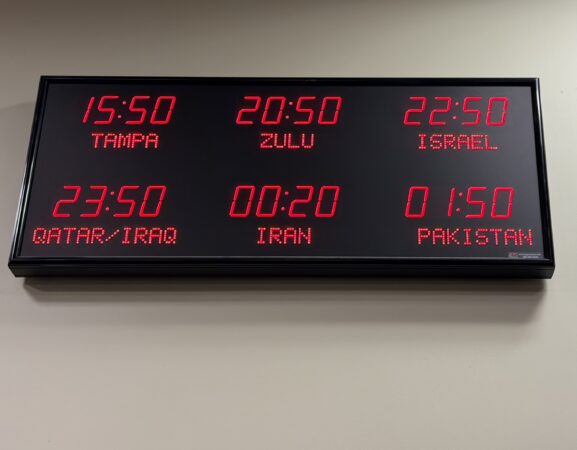 15:50 20:50 22:50
TAMPA ZULU ISRAEL
23:50 00:20 01:50
QATAR/IRAQ IRAN PAKISTAN